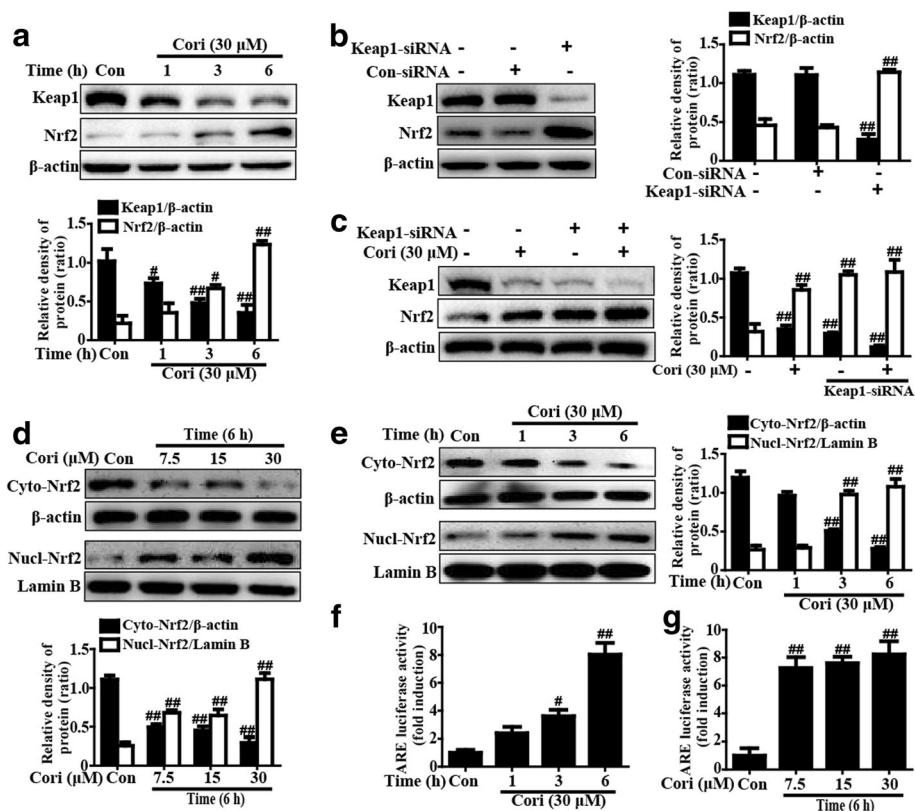 a
Cori (30 µM)
Time (h) Con 1 3 6
Keap1
Nrf2
β-actin
Keap1/β-actin
Nrf2/β-actin
Relative density of
protein (ratio)
1.5
1.0
0.5
0
# ## # ## ##
Time (h) Con 1 3 6
Cori (30 µM)
b
Keap1-siRNA - - +
Con-siRNA - + -
Keap1
Nrf2
β-actin
Keap1/β-actin
Nrf2/β-actin
Relative density of
protein (ratio)
1.5
1.0
0.5
0
## ##
Con-siRNA - + -
Keap1-siRNA - - +
c
Keap1-siRNA - - + +
Cori (30 µM) - + - +
Keap1
Nrf2
β-actin
Relative density of
protein (ratio)
1.5
1.0
0.5
0
## ## ## ## ## ##
Cori (30 µM) - + - +
Keap1-siRNA
d
Time (6 h)
Cori (µM) Con 7.5 15 30
Cyto-Nrf2
β-actin
Nucl-Nrf2
Lamin B
Cyto-Nrf2/β-actin
Nucl-Nrf2/Lamin B
Relative density of
protein (ratio)
1.5
1.0
0.5
0
## ## ## ## ## ##
Cori (µM) Con 7.5 15 30
Time (6 h)
e
Cori (30 µM)
Time (h) Con 1 3 6
Cyto-Nrf2
β-actin
Nucl-Nrf2
Lamin B
Cyto-Nrf2/β-actin
Nucl-Nrf2/Lamin B
Relative density of
protein (ratio)
1.5
1.0
0.5
0
## ## ## ##
Time (h) Con 1 3 6
Cori (30 µM)
f
ARE luciferase activity
(fold induction)
10
8
6
4
2
0
# ##
Time (h) Con 1 3 6
Cori (30 µM)
g
ARE luciferase activity
(fold induction)
10
8
6
4
2
0
## ## ##
Cori (µM) Con 7.5 15 30
Time (6 h)